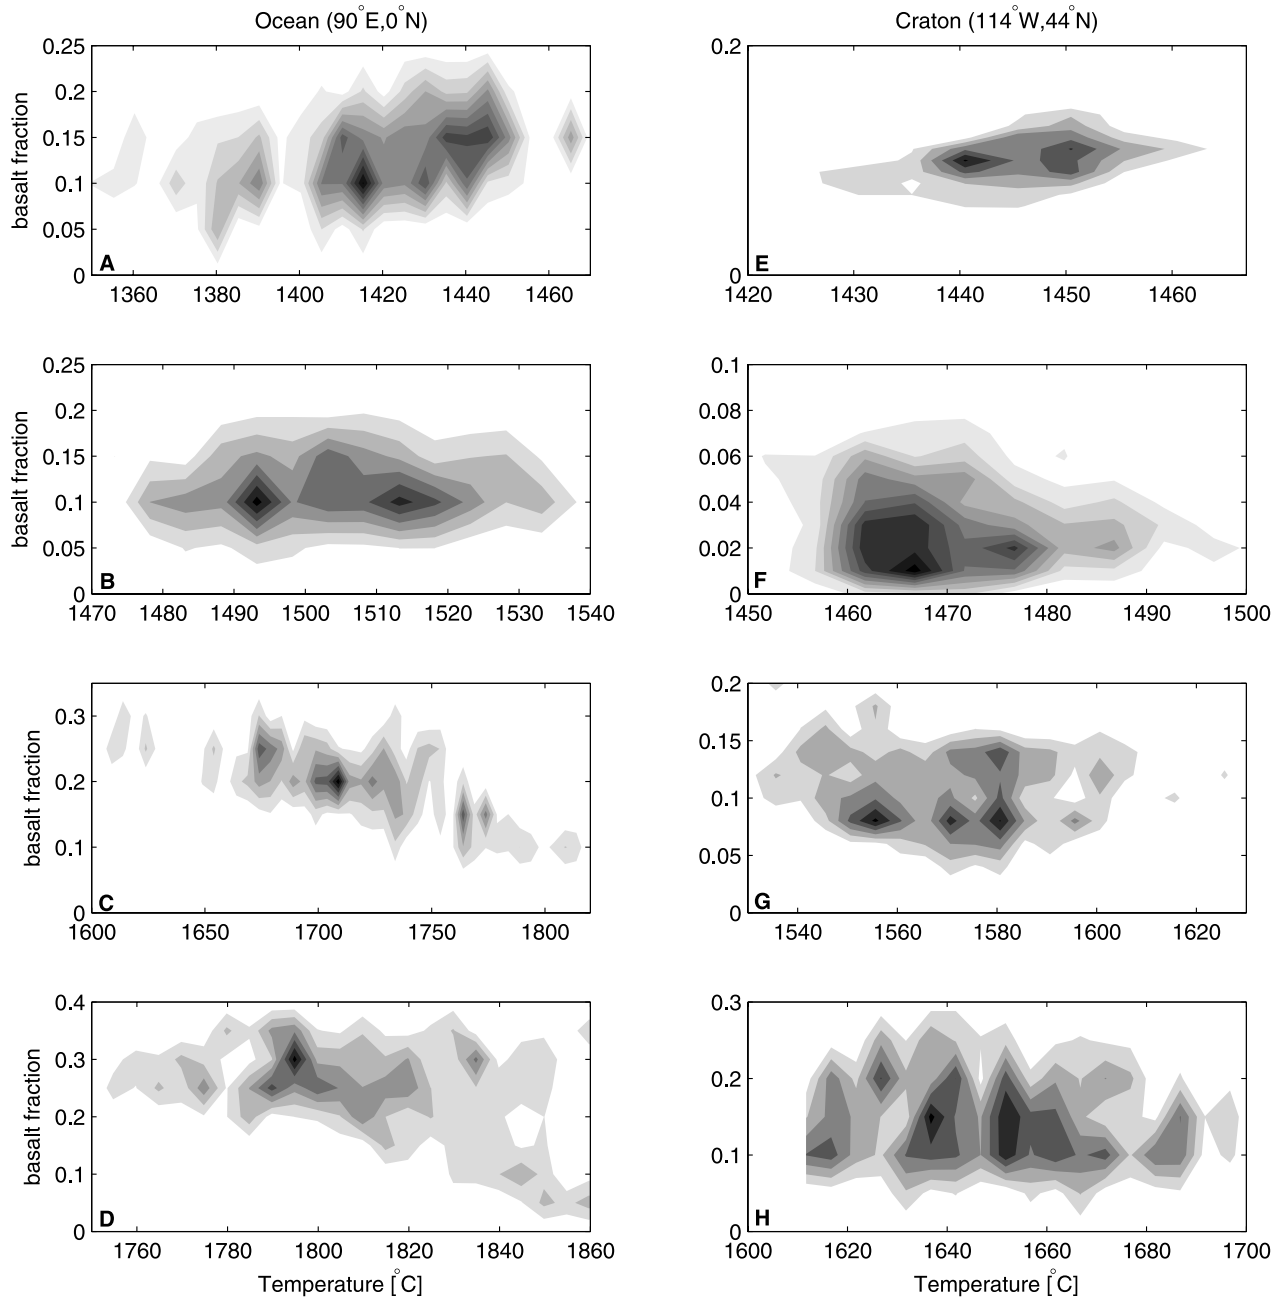 Ocean (90°E,0°N)
Craton (114°W,44°N)
basalt fraction
0.25
0.2
0.15
0.1
0.05
0
A
1360 1380 1400 1420 1440 1460
0.2
0.1
0
E
1420 1430 1440 1450 1460
basalt fraction
0.25
0.2
0.15
0.1
0.05
0
B
1470 1480 1490 1500 1510 1520 1530 1540
0.1
0.08
0.06
0.04
0.02
0
F
1450 1460 1470 1480 1490 1500
basalt fraction
0.3
0.2
0.1
0
C
1600 1650 1700 1750 1800
0.2
0.15
0.1
0.05
0
G
1540 1560 1580 1600 1620
basalt fraction
0.4
0.3
0.2
0.1
0
D
1760 1780 1800 1820 1840 1860
Temperature [°C]
0.3
0.2
0.1
0
H
1600 1620 1640 1660 1680 1700
Temperature [°C]